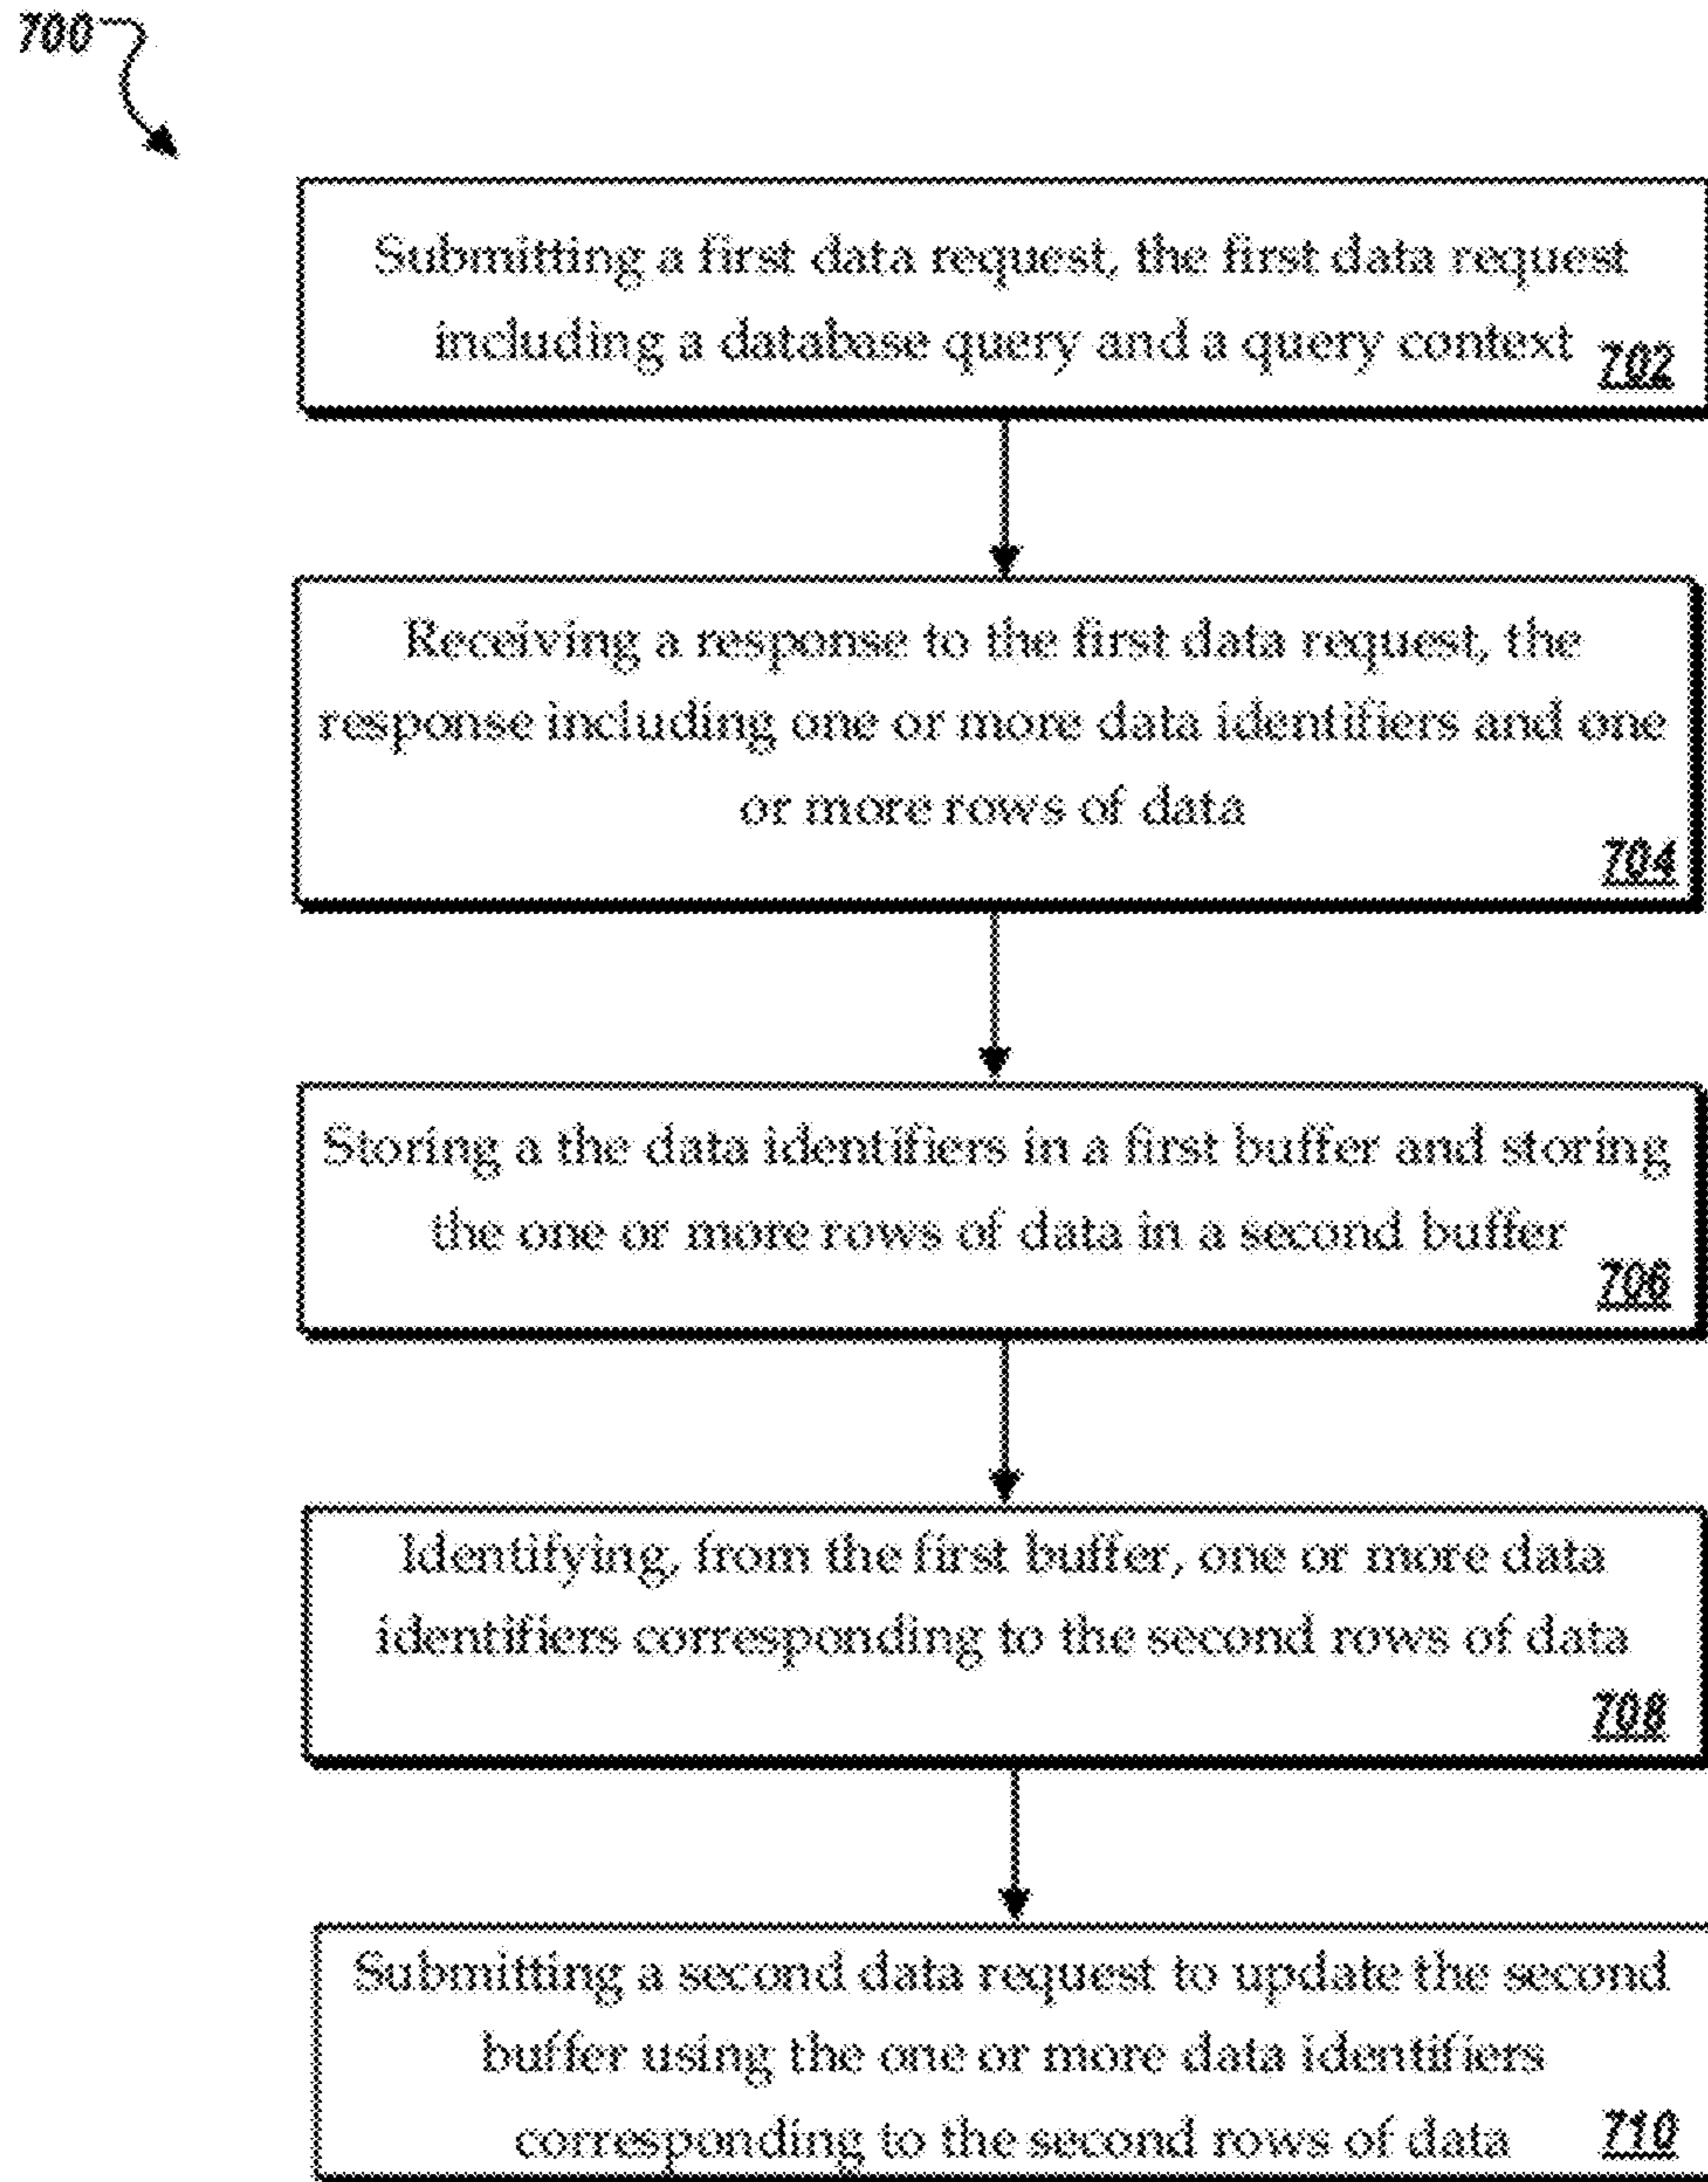 700
Submitting a first data request, the first data request
including a database query and a query context
702
Receiving a response to the first data request, the
response including one or more data identifiers and one
or more rows of data
704
Storing a the data identifiers in a first buffer and storing
the one or more rows of data in a second buffer
706
Identifying, from the first buffer, one or more data
identifiers corresponding to the second rows of data
708
Submitting a second data request to update the second
buffer using the one or more data identifiers
corresponding to the second rows of data
710